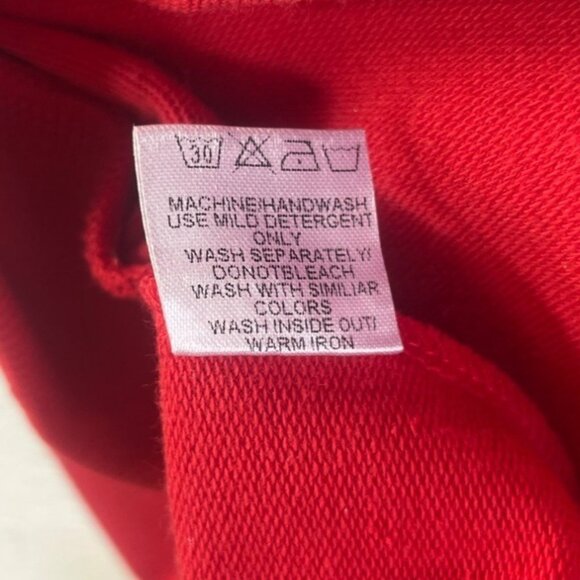 30
MACHINE/HANDWASH
USE MILD DETERGENT
ONLY
WASH SEPARATELY/
DONOTBLEACH
WASH WITH SIMILIAR
COLORS
WASH INSIDE OUT/
WARM IRON